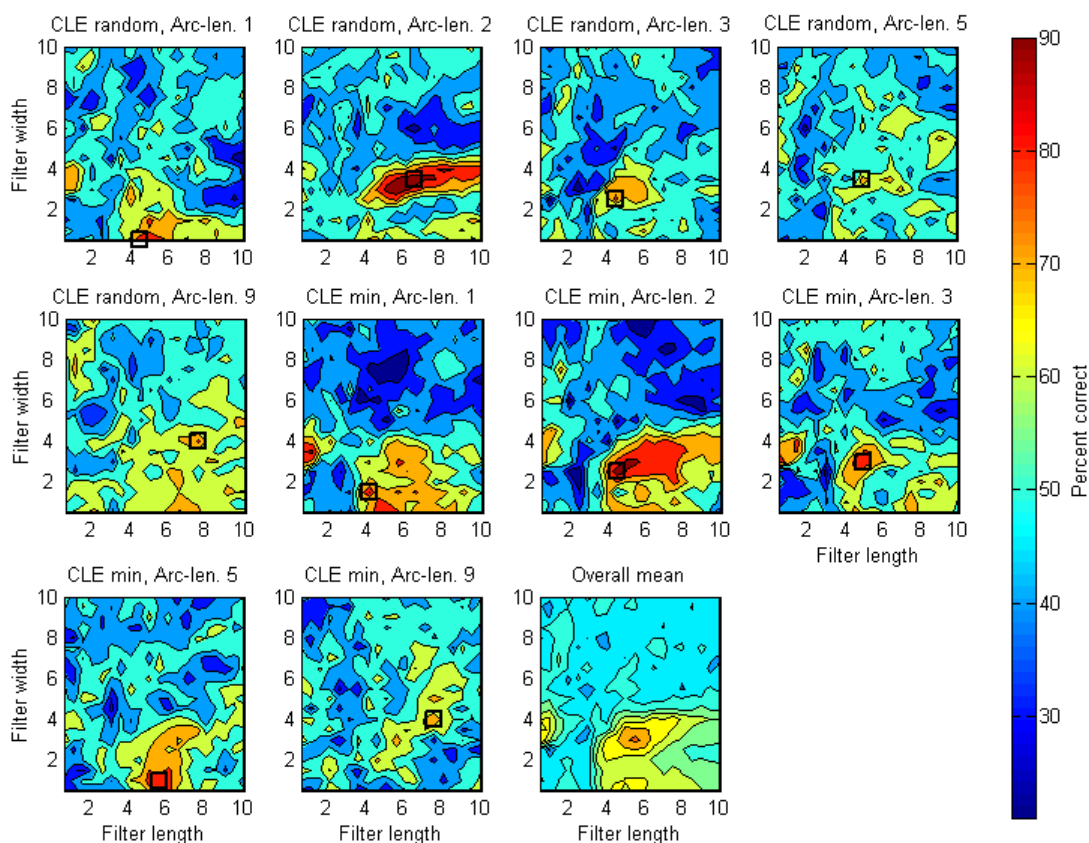 CLE random, Arc-len. 1
CLE random, Arc-len. 2
CLE random, Arc-len. 3
CLE random, Arc-len. 5
Filter width
10
8
6
4
2
2 4 6 8 10
10
8
6
4
2
2 4 6 8 10
10
8
6
4
2
2 4 6 8 10
10
8
6
4
2
2 4 6 8 10
CLE random, Arc-len. 9
CLE min, Arc-len. 1
CLE min, Arc-len. 2
CLE min, Arc-len. 3
Filter width
10
8
6
4
2
2 4 6 8 10
10
8
6
4
2
2 4 6 8 10
10
8
6
4
2
2 4 6 8 10
10
8
6
4
2
2 4 6 8 10
Filter length
CLE min, Arc-len. 5
CLE min, Arc-len. 9
Overall mean
Filter width
10
8
6
4
2
2 4 6 8 10
Filter length
10
8
6
4
2
2 4 6 8 10
Filter length
10
8
6
4
2
2 4 6 8 10
Filter length
90
80
70
60
50
40
30
Percent correct